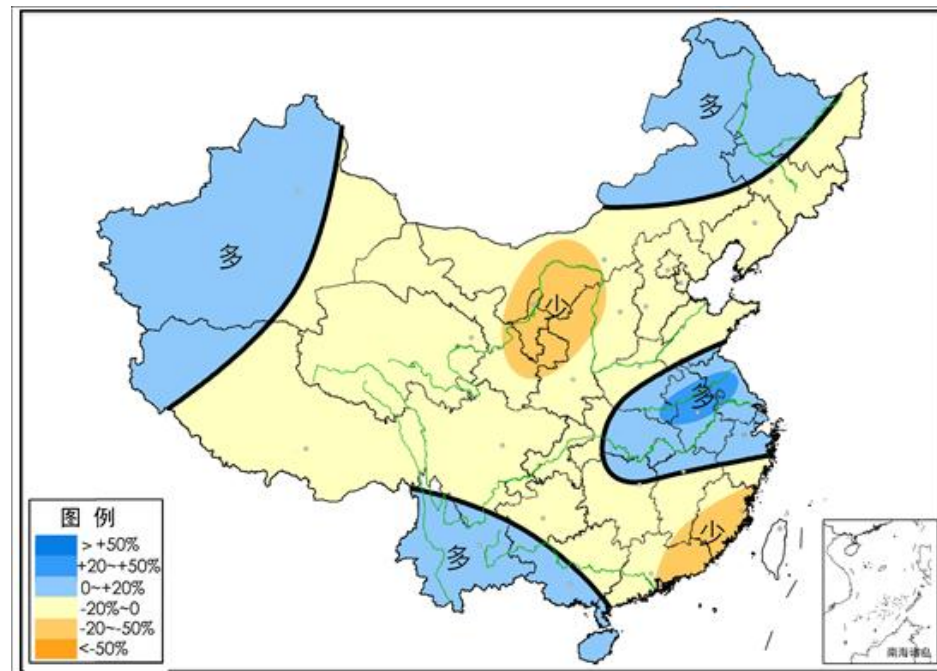 多
多
少
多
多
少
图 例
> +50%
+20~+50%
0~+20%
-20%~0
-20~-50%
<-50%
南海诸岛